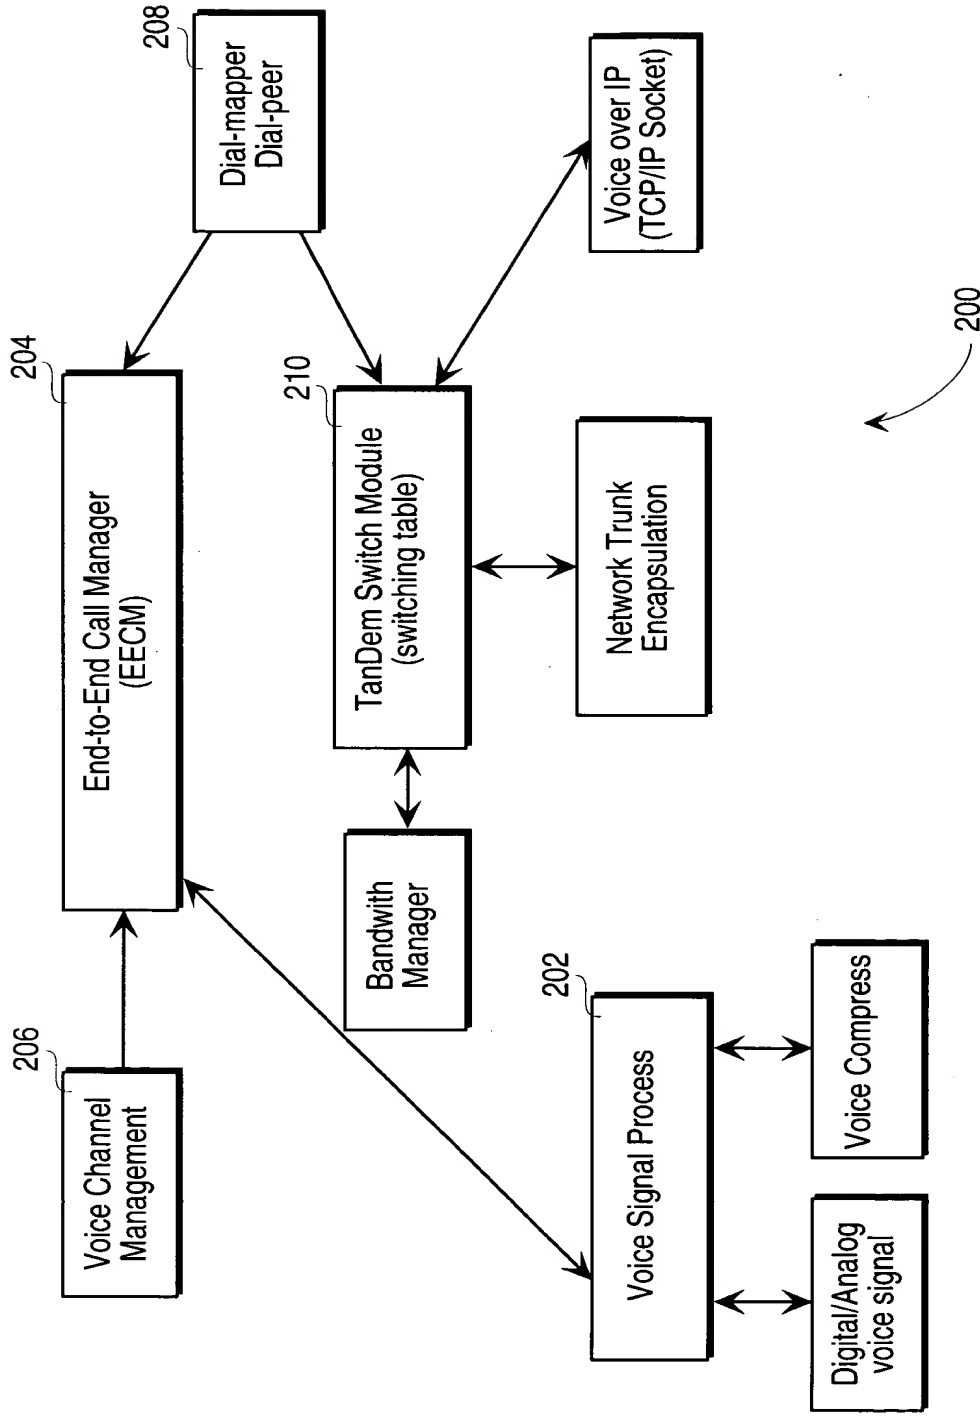 206
Voice Channel
Management
204
End-to-End Call Manager
(EECM)
208
Dial-mapper
Dial-peer
Bandwith
Manager
210
TanDem Switch Module
(switching table)
202
Voice Signal Process
Network Trunk
Encapsulation
Voice over IP
(TCP/IP Socket)
Digital/Analog
voice signal
Voice Compress
200